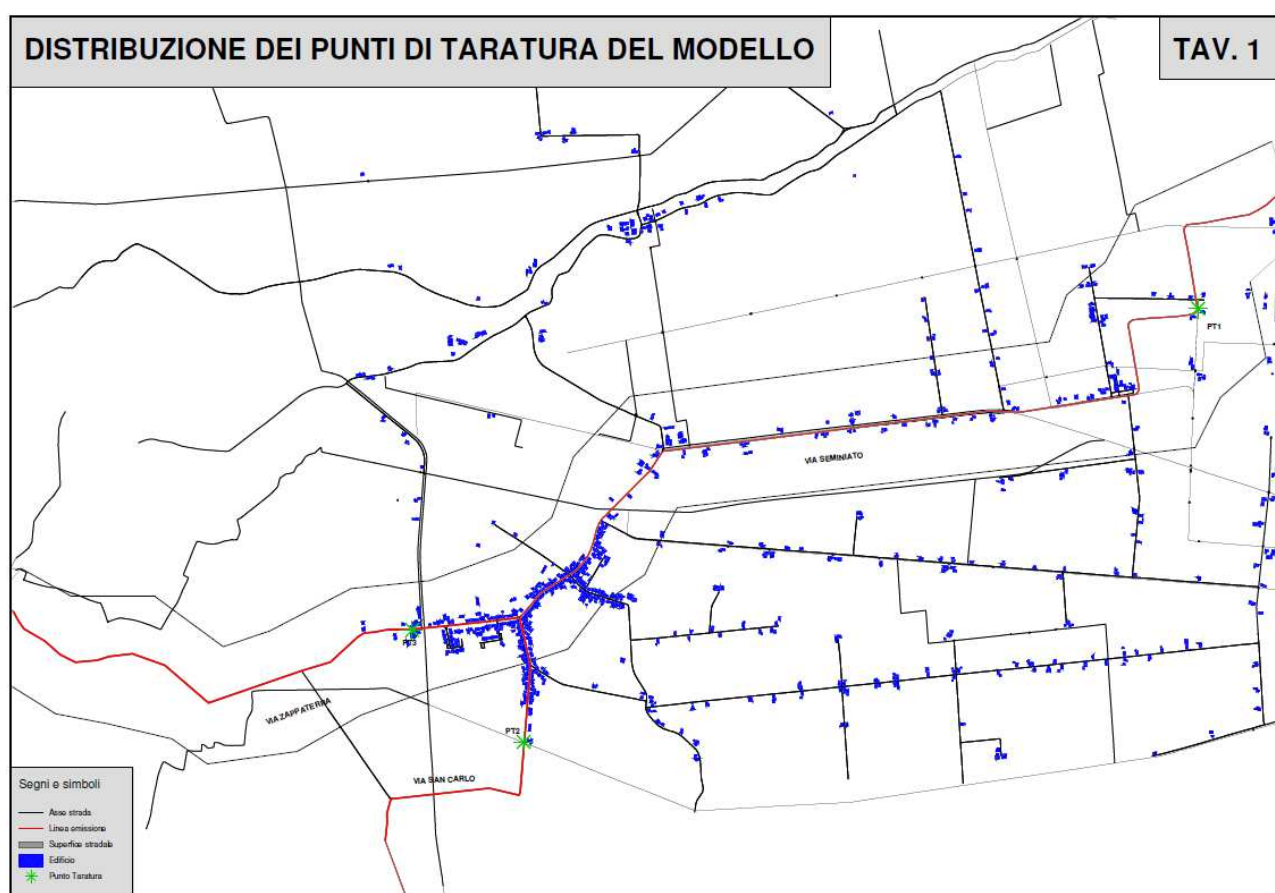 DISTRIBUZIONE DEI PUNTI DI TARATURA DEL MODELLO
TAV. 1
PT1
VIA SEMINIATO
PT3
VIA ZAPPATERRA
PT2
VIA SAN CARLO
Segni e simboli
Asse strada
Linea emissione
Superfice stradale
Edificio
Punto Taratura